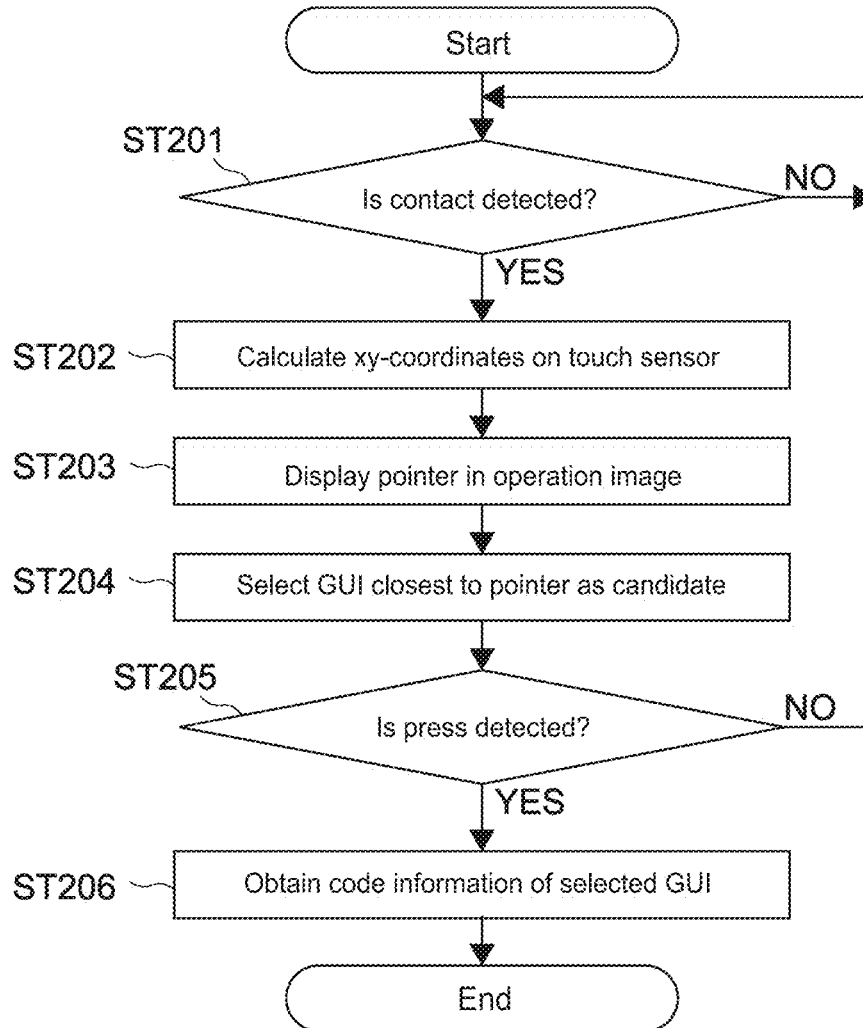 Start
ST201
Is contact detected?
NO
YES
ST202
Calculate xy-coordinates on touch sensor
ST203
Display pointer in operation image
ST204
Select GUI closest to pointer as candidate
ST205
Is press detected?
NO
YES
ST206
Obtain code information of selected GUI
End